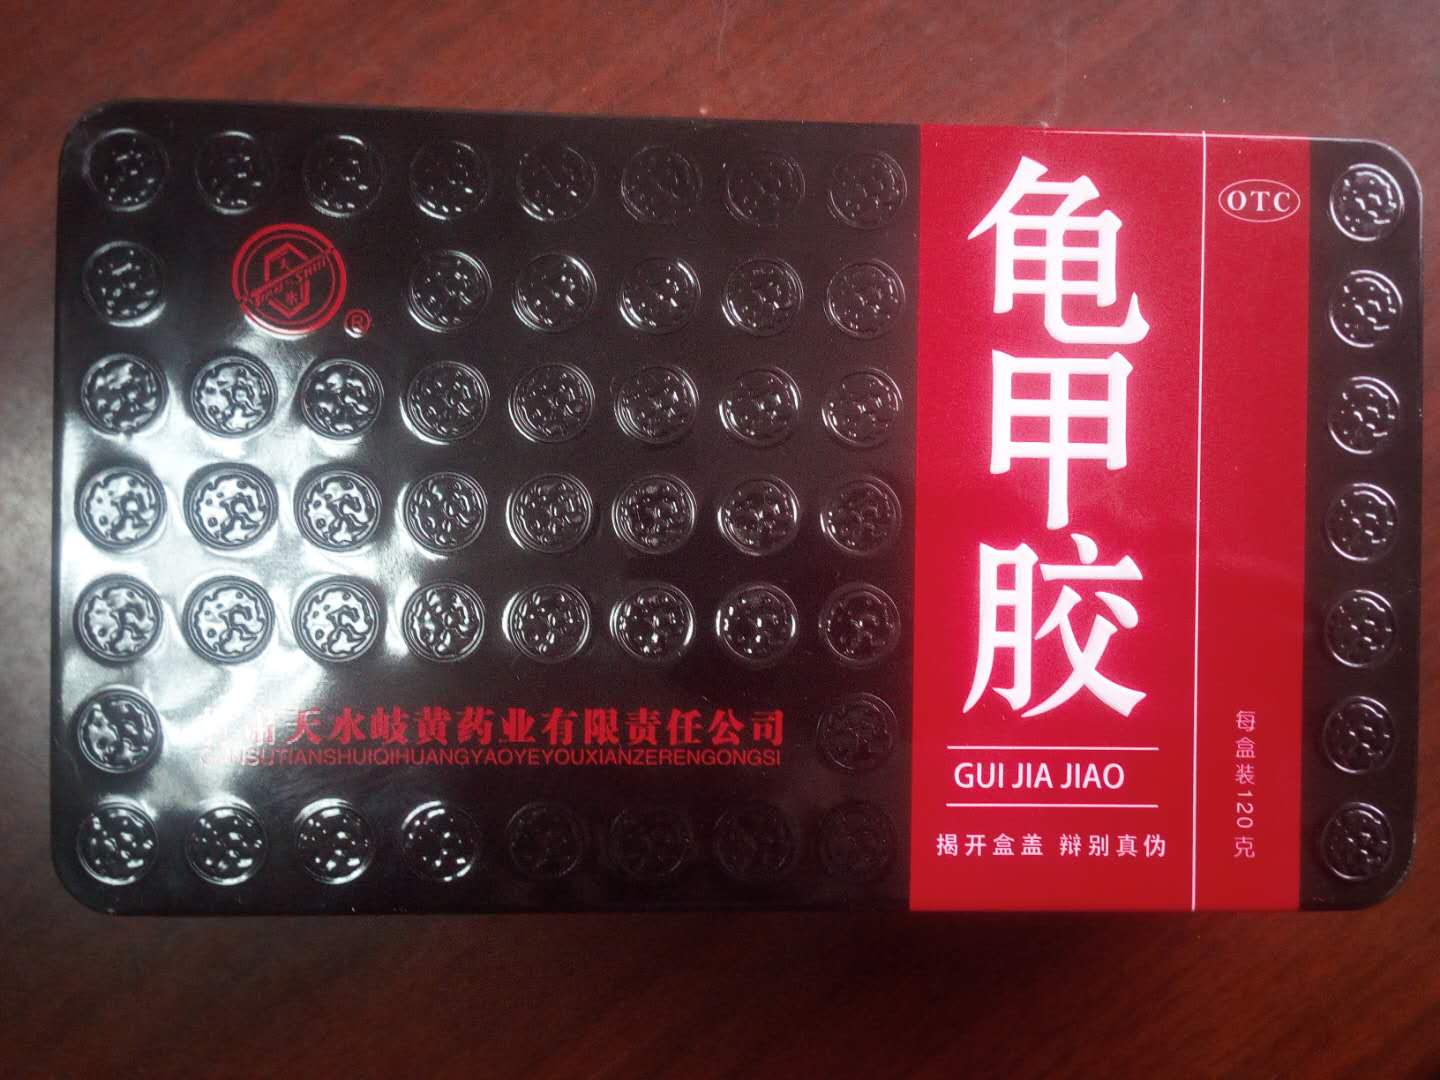 龟甲胶
GUI JIA JIAO
揭开盒盖 辩别真伪
OTC
每盒装120克
®
天水岐黄药业有限责任公司
GANSUTIANSHUIQIHUANGYAOYEYOUXIANZERENGONGSI